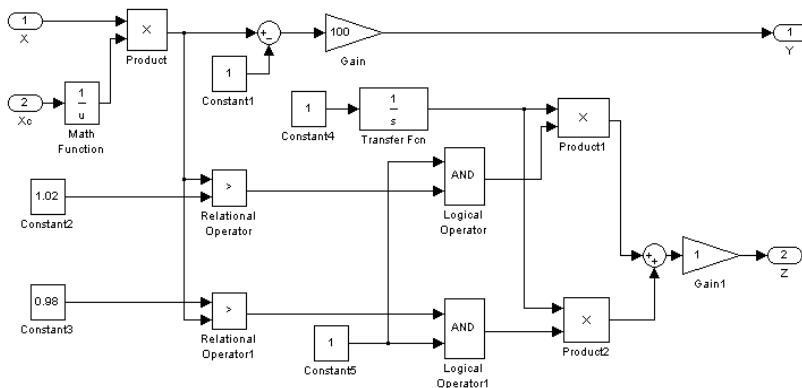 1
X
×
Product
+
-
100
Gain
1
Y
2
Xc
1
u
Math
Function
1
Constant1
1
Constant4
1
s
Transfer Fcn
×
Product1
1.02
Constant2
>
Relational
Operator
AND
Logical
Operator
+
+
1
Gain1
2
Z
0.98
Constant3
>
Relational
Operator1
1
Constant5
AND
Logical
Operator1
×
Product2